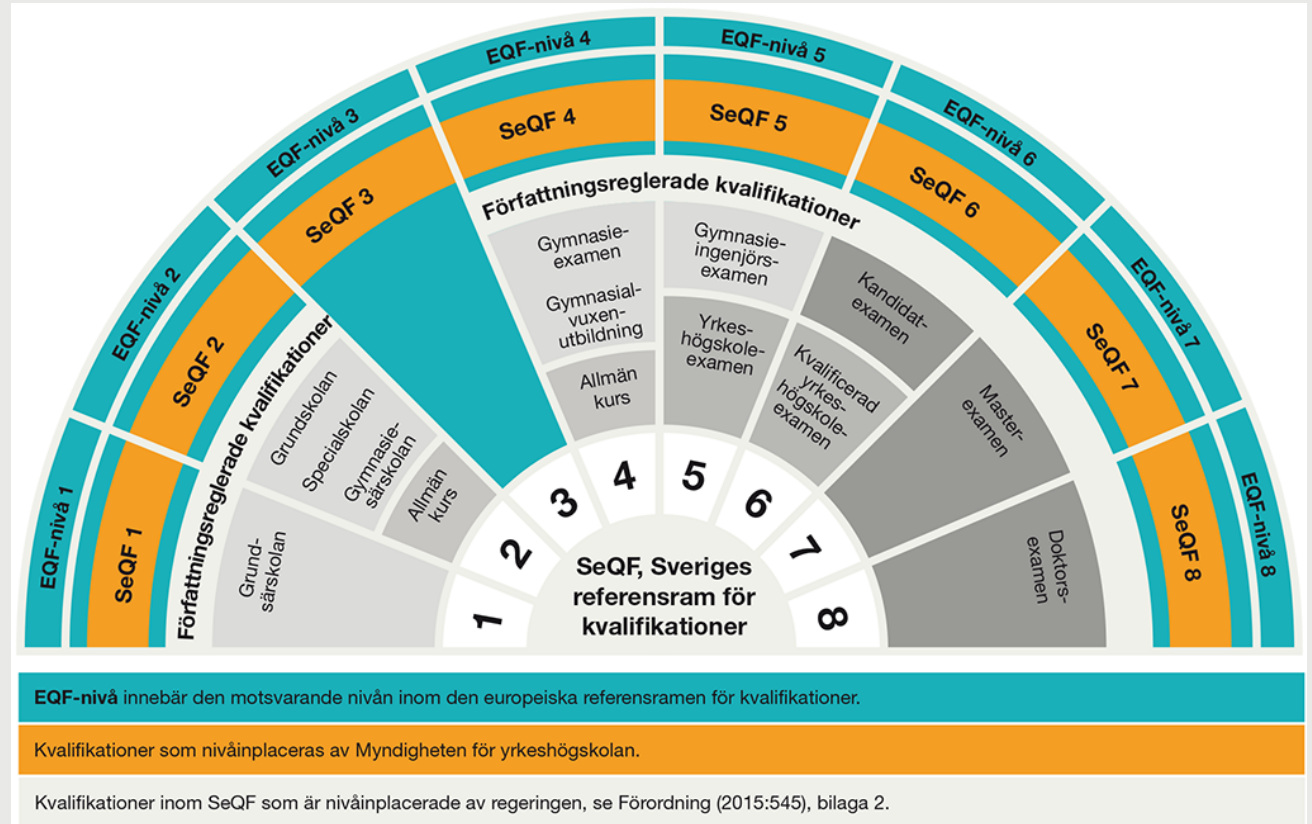 EQF-nivå 1
EQF-nivå 2
EQF-nivå 3
EQF-nivå 4
EQF-nivå 5
EQF-nivå 6
EQF-nivå 7
EQF-nivå 8
SeQF 1
SeQF 2
SeQF 3
SeQF 4
SeQF 5
SeQF 6
SeQF 7
SeQF 8
Författningsreglerade kvalifikationer
Författningsreglerade kvalifikationer
Grund-
särskolan
Grundskolan
Specialskolan
Gymnasie-
särskolan
Allmän
kurs
Gymnasie-
examen
Gymnasial-
vuxen-
utbildning
Allmän
kurs
Gymnasie-
ingenjörs-
examen
Yrkes-
högskole-
examen
Kandidat-
examen
Kvalificerad
yrkes-
högskole-
examen
Master-
examen
Doktors-
examen
1
2
3
4
5
6
7
8
SeQF, Sveriges
referensram för
kvalifikationer
EQF-nivå innebär den motsvarande nivån inom den europeiska referensramen för kvalifikationer.
Kvalifikationer som nivåinplaceras av Myndigheten för yrkeshögskolan.
Kvalifikationer inom SeQF som är nivåinplacerade av regeringen, se Förordning (2015:545), bilaga 2.